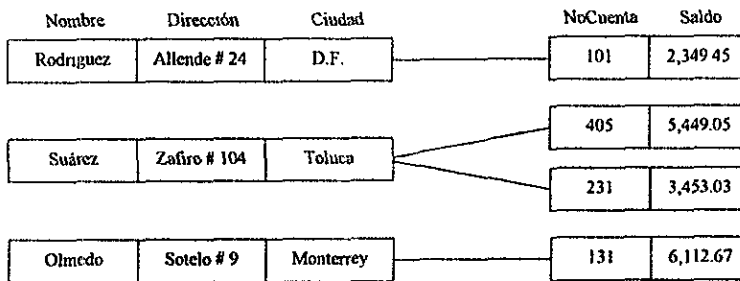 Nombre Dirección Ciudad NoCuenta Saldo
Rodriguez Allende # 24 D.F. 101 2,349 45
405 5,449.05
Suárez Zafiro # 104 Toluca
231 3,453.03
Olmedo Sotelo # 9 Monterrey 131 6,112.67